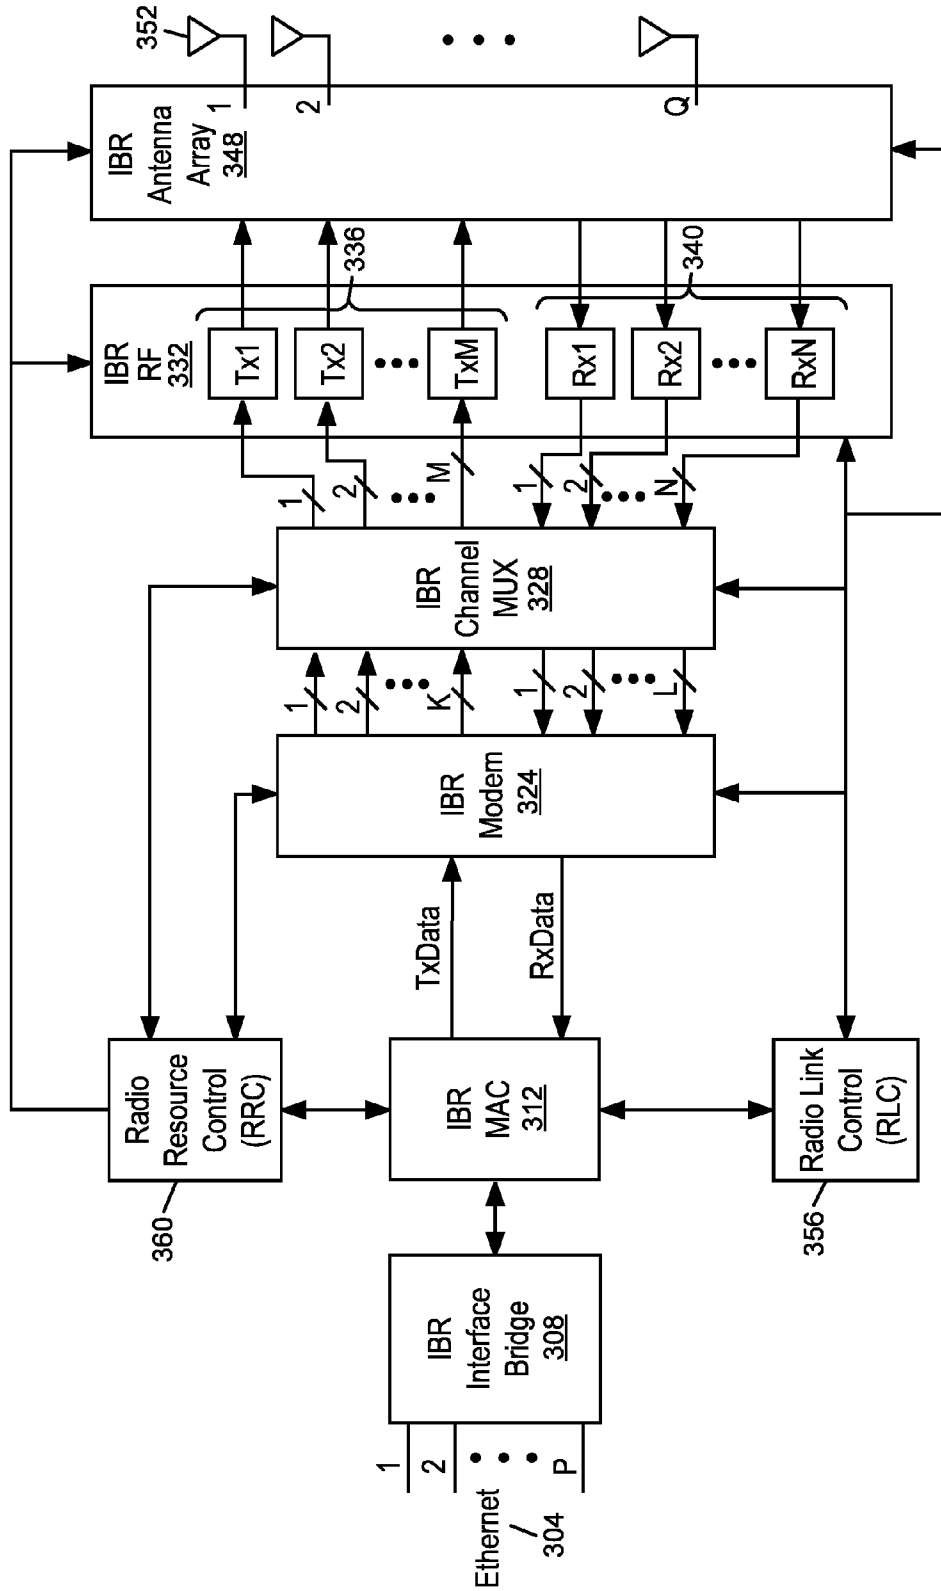 Ethernet
304
1
2
P
IBR
Interface
Bridge
308
360
Radio
Resource
Control
(RRC)
IBR
MAC
312
356
Radio Link
Control
(RLC)
TxData
RxData
IBR
Modem
324
1
2
K
1
2
L
IBR
Channel
MUX
328
1
2
M
1
2
N
IBR
RF
332
Tx1
Tx2
TxM
336
Rx1
Rx2
RxN
340
IBR
Antenna
Array
348
1
2
Q
352